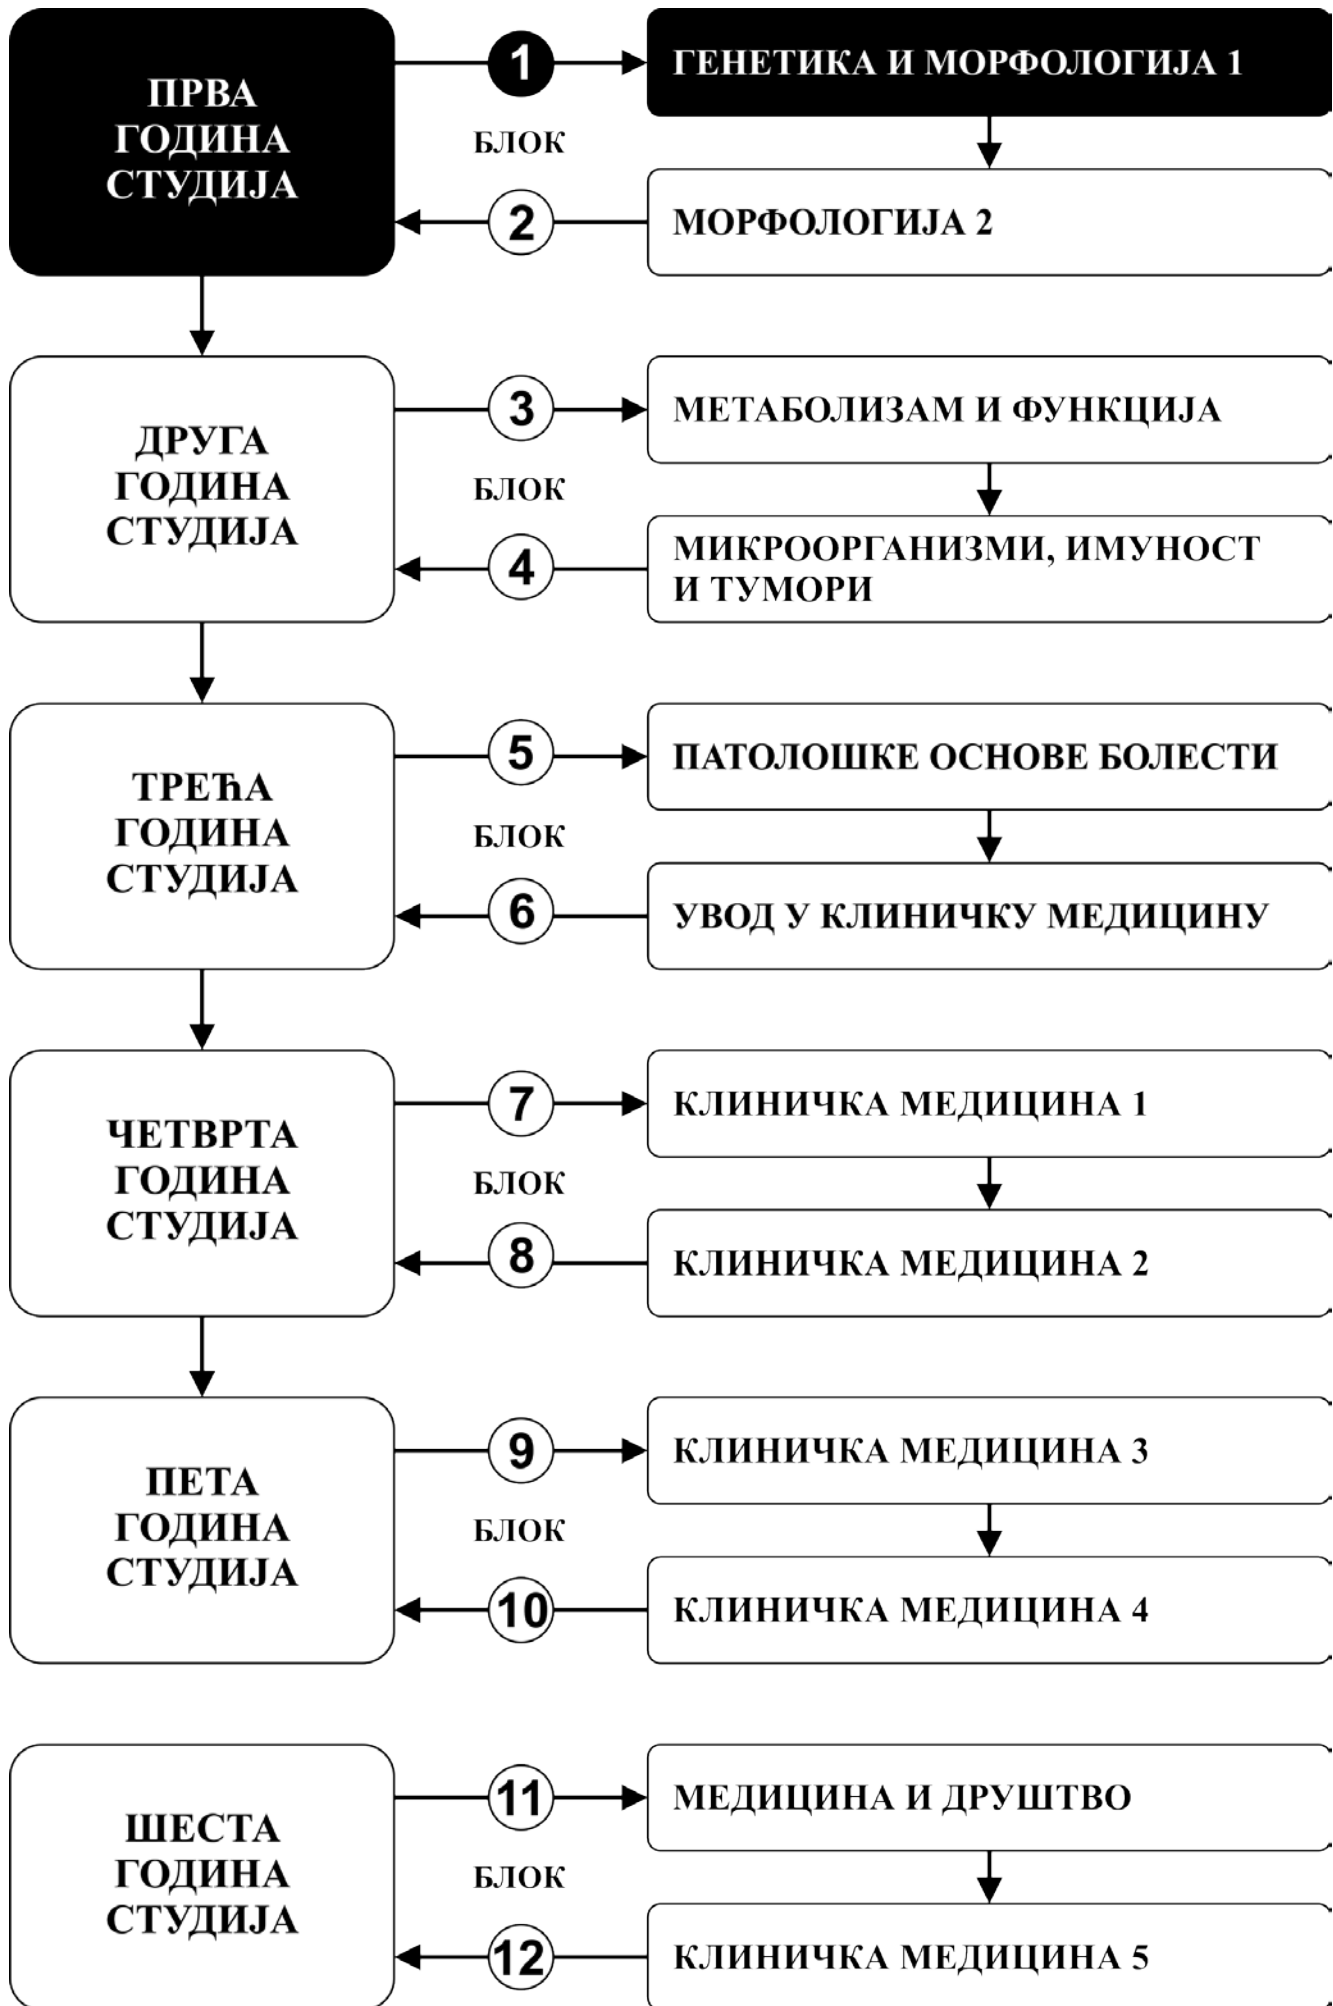 ПРВА
ГОДИНА
СТУДИЈА
1
ГЕНЕТИКА И МОРФОЛОГИЈА 1
БЛОК
2
МОРФОЛОГИЈА 2
ДРУГА
ГОДИНА
СТУДИЈА
3
МЕТАБОЛИЗАМ И ФУНКЦИЈА
БЛОК
4
МИКРООРГАНИЗМИ, ИМУНОСТ
И ТУМОРИ
ТРЕЋА
ГОДИНА
СТУДИЈА
5
ПАТОЛОШКЕ ОСНОВЕ БОЛЕСТИ
БЛОК
6
УВОД У КЛИНИЧКУ МЕДИЦИНУ
ЧЕТВРТА
ГОДИНА
СТУДИЈА
7
КЛИНИЧКА МЕДИЦИНА 1
БЛОК
8
КЛИНИЧКА МЕДИЦИНА 2
ПЕТА
ГОДИНА
СТУДИЈА
9
КЛИНИЧКА МЕДИЦИНА 3
БЛОК
10
КЛИНИЧКА МЕДИЦИНА 4
ШЕСТА
ГОДИНА
СТУДИЈА
11
МЕДИЦИНА И ДРУШТВО
БЛОК
12
КЛИНИЧКА МЕДИЦИНА 5